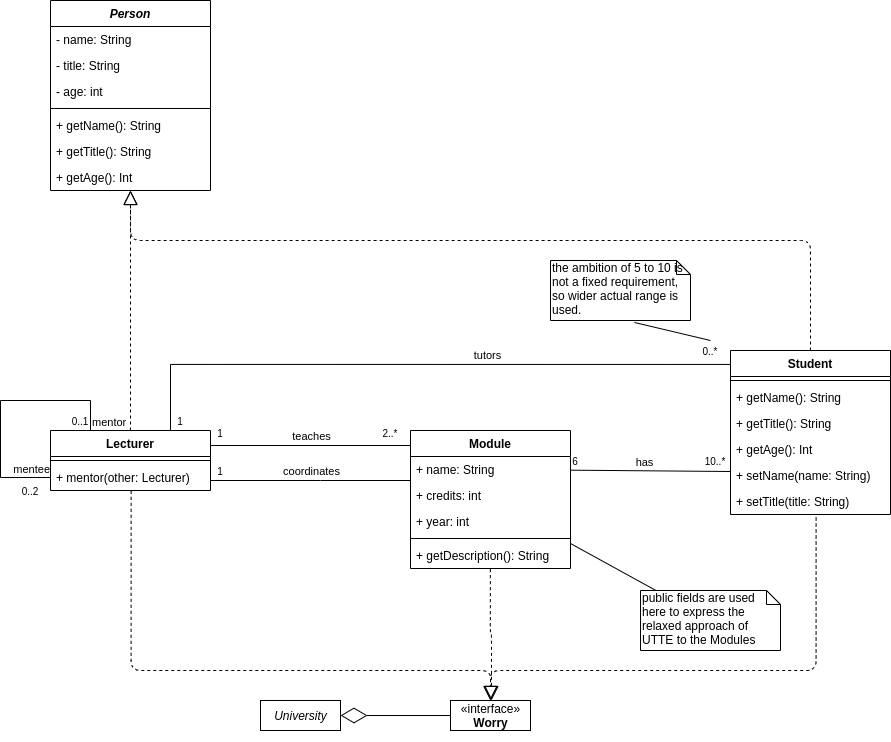 Person
- name: String
- title: String
- age: int
+ getName(): String
+ getTitle(): String
+ getAge(): Int
the ambition of 5 to 10 is
not a fixed requirement,
so wider actual range is
used.
0..*
tutors
Student
+ getName(): String
+ getTitle(): String
+ getAge(): Int
+ setName(name: String)
+ setTitle(title: String)
0..1
mentor
1
Lecturer
+ mentor(other: Lecturer)
mentee
0..2
1
teaches
2..*
1
coordinates
Module
+ name: String
+ credits: int
+ year: int
+ getDescription(): String
6
has
10..*
public fields are used
here to express the
relaxed approach of
UTTE to the Modules
University
«interface»
Worry